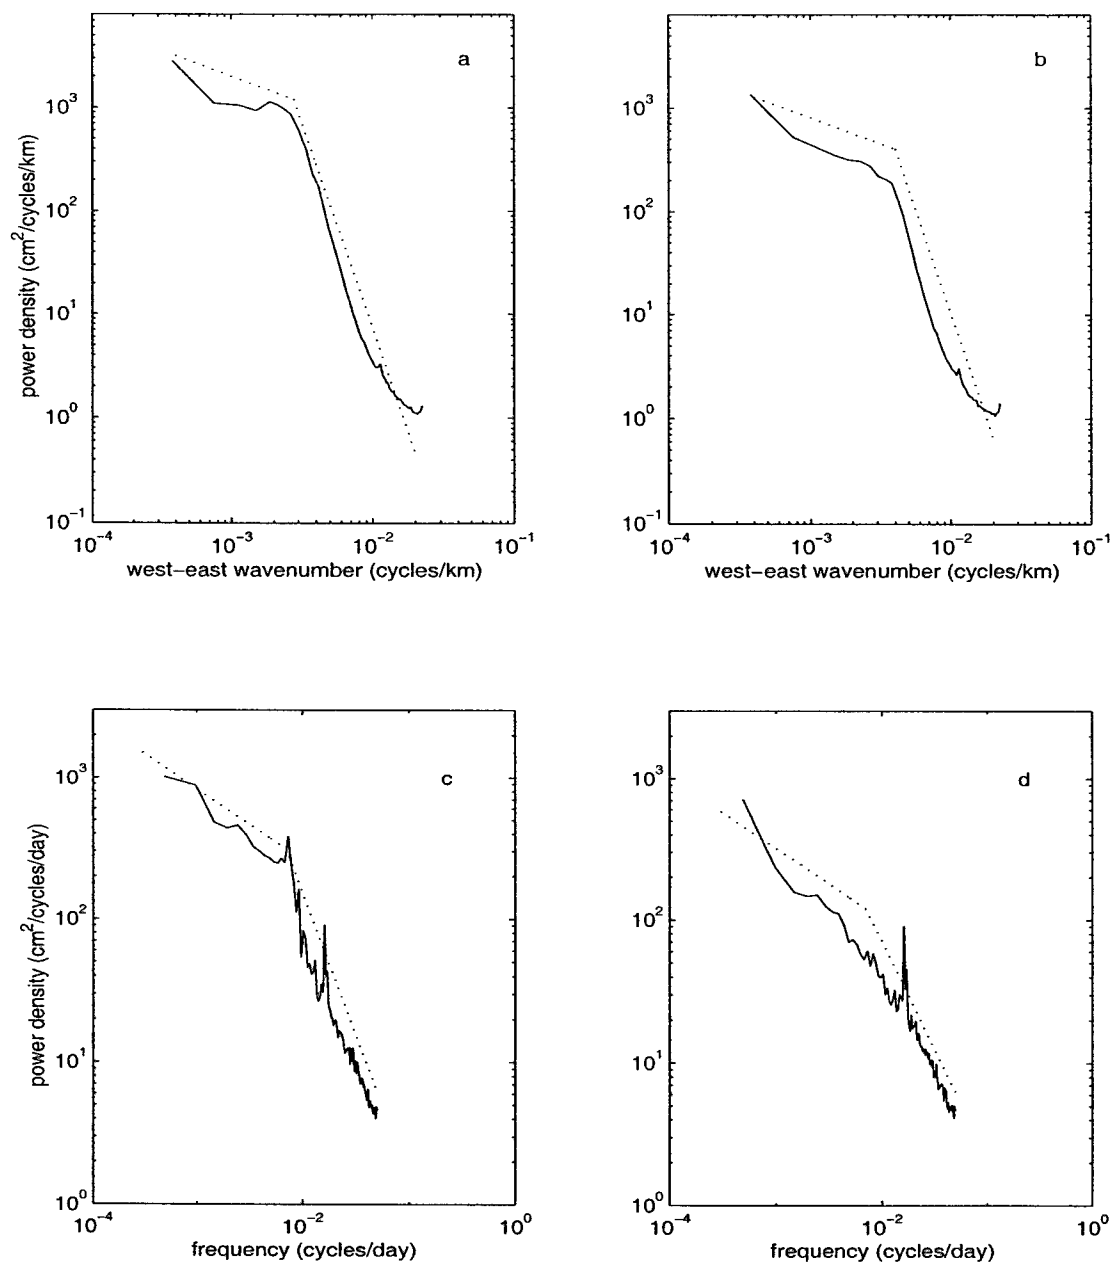 a
10³
10²
10¹
10⁰
10⁻¹
power density (cm²/cycles/km)
10⁻⁴ 10⁻³ 10⁻² 10⁻¹
west−east wavenumber (cycles/km)
b
10³
10²
10¹
10⁰
10⁻¹
10⁻⁴ 10⁻³ 10⁻² 10⁻¹
west−east wavenumber (cycles/km)
c
10³
10²
10¹
10⁰
power density (cm²/cycles/day)
10⁻⁴ 10⁻² 10⁰
frequency (cycles/day)
d
10³
10²
10¹
10⁰
10⁻⁴ 10⁻² 10⁰
frequency (cycles/day)